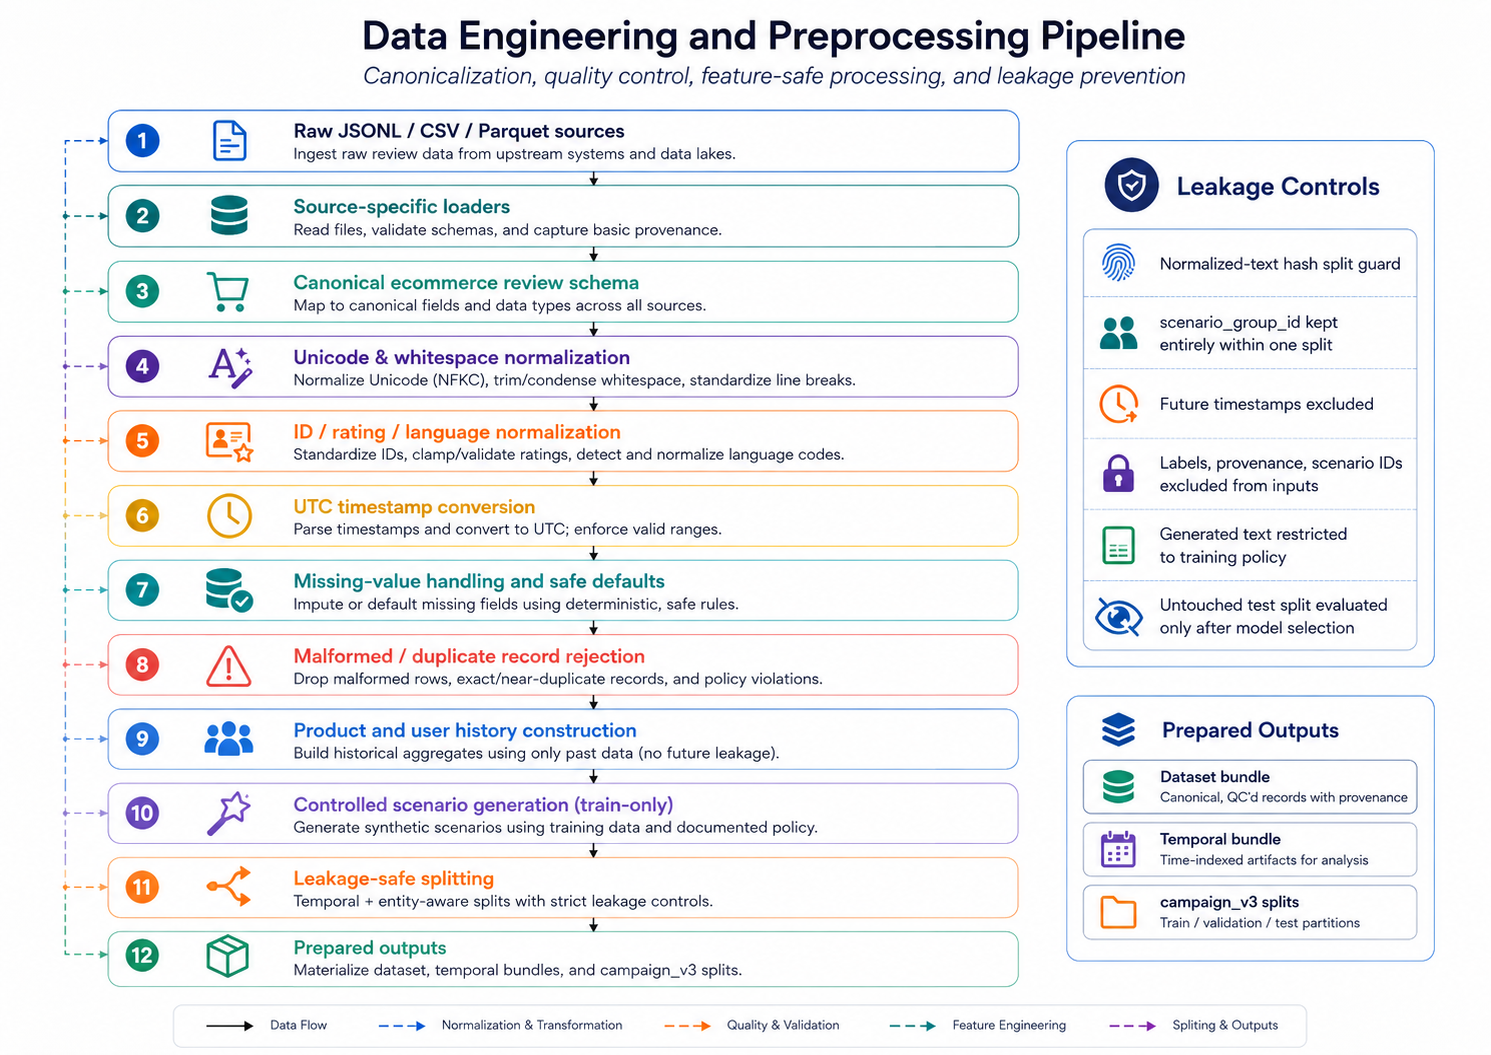 Data Engineering and Preprocessing Pipeline
Canonicalization, quality control, feature-safe processing, and leakage prevention
1
Raw JSONL / CSV / Parquet sources
Ingest raw review data from upstream systems and data lakes.
2
Source-specific loaders
Read files, validate schemas, and capture basic provenance.
3
Canonical ecommerce review schema
Map to canonical fields and data types across all sources.
4
A
Unicode & whitespace normalization
Normalize Unicode (NFKC), trim/condense whitespace, standardize line breaks.
5
ID / rating / language normalization
Standardize IDs, clamp/validate ratings, detect and normalize language codes.
6
UTC timestamp conversion
Parse timestamps and convert to UTC; enforce valid ranges.
7
Missing-value handling and safe defaults
Impute or default missing fields using deterministic, safe rules.
8
Malformed / duplicate record rejection
Drop malformed rows, exact/near-duplicate records, and policy violations.
9
Product and user history construction
Build historical aggregates using only past data (no future leakage).
10
Controlled scenario generation (train-only)
Generate synthetic scenarios using training data and documented policy.
11
Leakage-safe splitting
Temporal + entity-aware splits with strict leakage controls.
12
Prepared outputs
Materialize dataset, temporal bundles, and campaign_v3 splits.
Leakage Controls
Normalized-text hash split guard
scenario_group_id kept
entirely within one split
Future timestamps excluded
Labels, provenance, scenario IDs
excluded from inputs
Generated text restricted
to training policy
Untouched test split evaluated
only after model selection
Prepared Outputs
Dataset bundle
Canonical, QC'd records with provenance
Temporal bundle
Time-indexed artifacts for analysis
campaign_v3 splits
Train / validation / test partitions
Data Flow
Normalization & Transformation
Quality & Validation
Feature Engineering
Spliting & Outputs